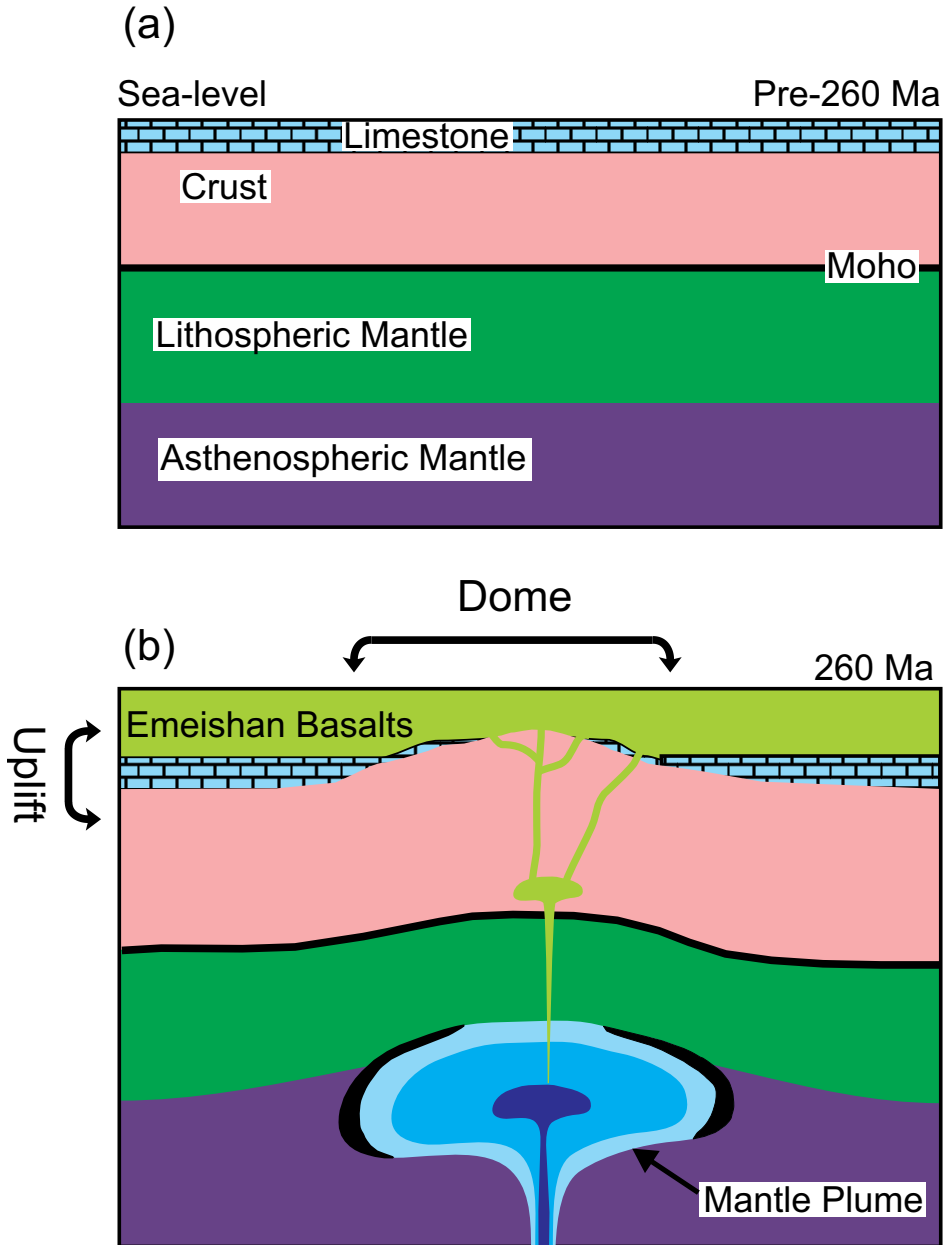 (a)
Sea-level
Pre-260 Ma
Limestone
Crust
Moho
Lithospheric Mantle
Asthenospheric Mantle
Dome
(b)
260 Ma
Emeishan Basalts
Uplift
Mantle Plume